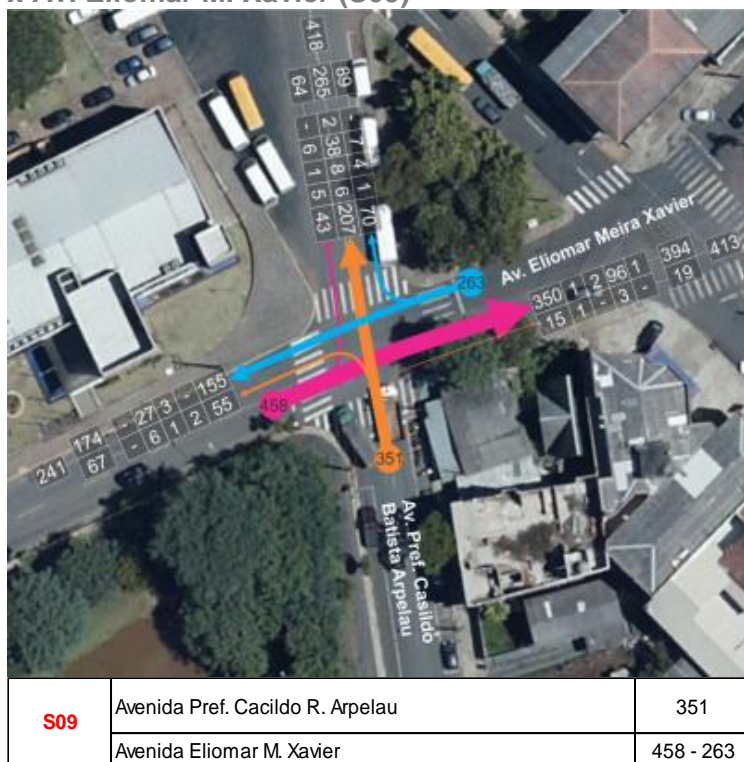 x Av. Eliomar M. Xavier (S09)
418
89 - 7 4 1 70
265 2 38 8 6 207
64 - 6 1 5 43
Av. Eliomar Meira Xavier
263
350 1 2 96 1 394
413
15 1 - 3 - 19
174 - - 27 3 - 155
241
67 - 6 1 2 55
458
351
Av. Pref. Casildo
Batista Arpelau
S09
Avenida Pref. Cacildo R. Arpelau 351
Avenida Eliomar M. Xavier 458 - 263